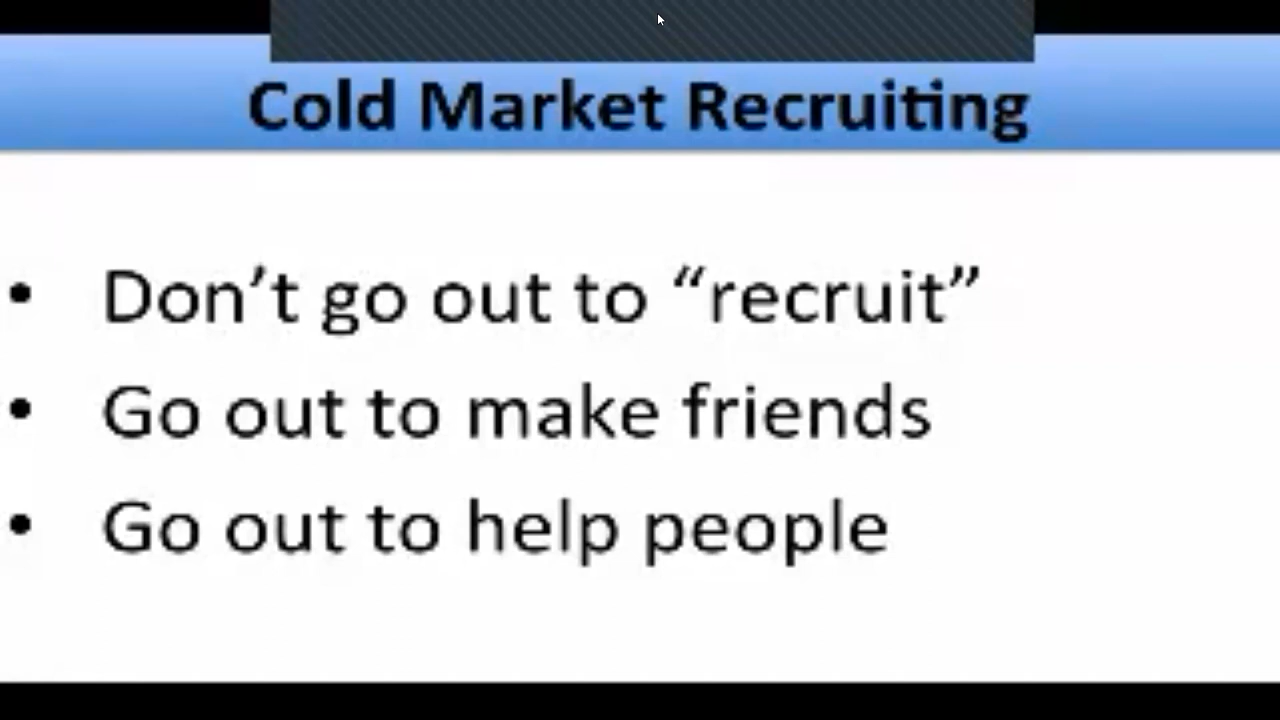 Cold Market Recruiting
• Don’t go out to “recruit”
• Go out to make friends
• Go out to help people